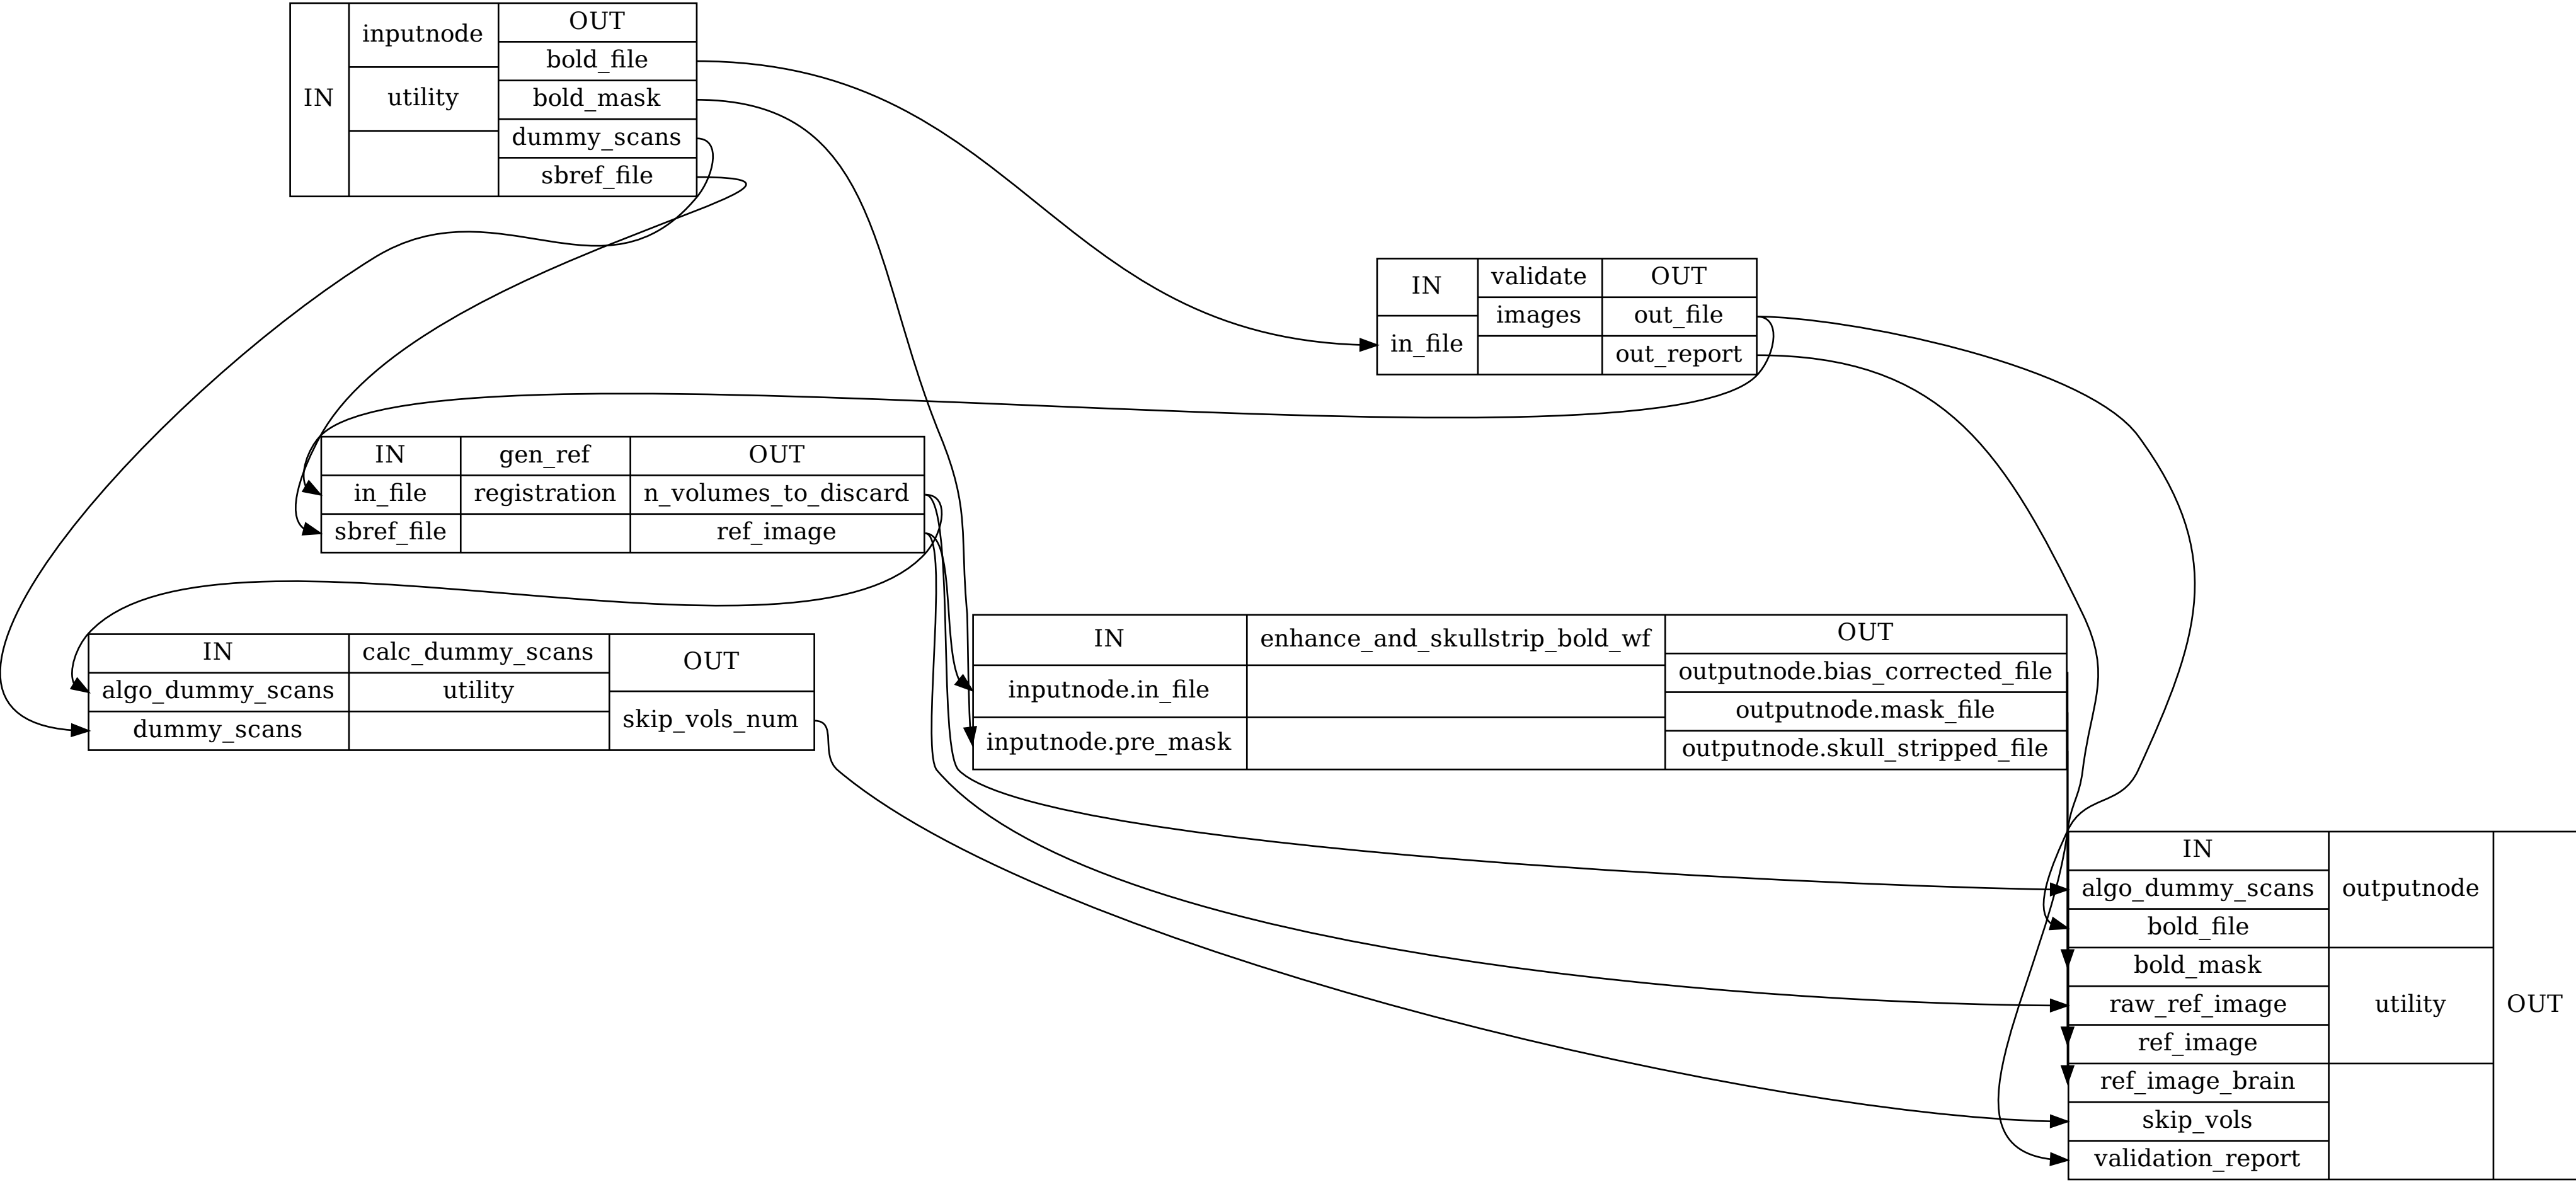 IN
inputnode
utility
OUT
bold_file
bold_mask
dummy_scans
sbref_file
IN
in_file
validate
images
OUT
out_file
out_report
IN
in_file
sbref_file
gen_ref
registration
OUT
n_volumes_to_discard
ref_image
IN
algo_dummy_scans
dummy_scans
calc_dummy_scans
utility
OUT
skip_vols_num
IN
inputnode.in_file
inputnode.pre_mask
enhance_and_skullstrip_bold_wf
OUT
outputnode.bias_corrected_file
outputnode.mask_file
outputnode.skull_stripped_file
IN
algo_dummy_scans
bold_file
bold_mask
raw_ref_image
ref_image
ref_image_brain
skip_vols
validation_report
outputnode
utility
OUT